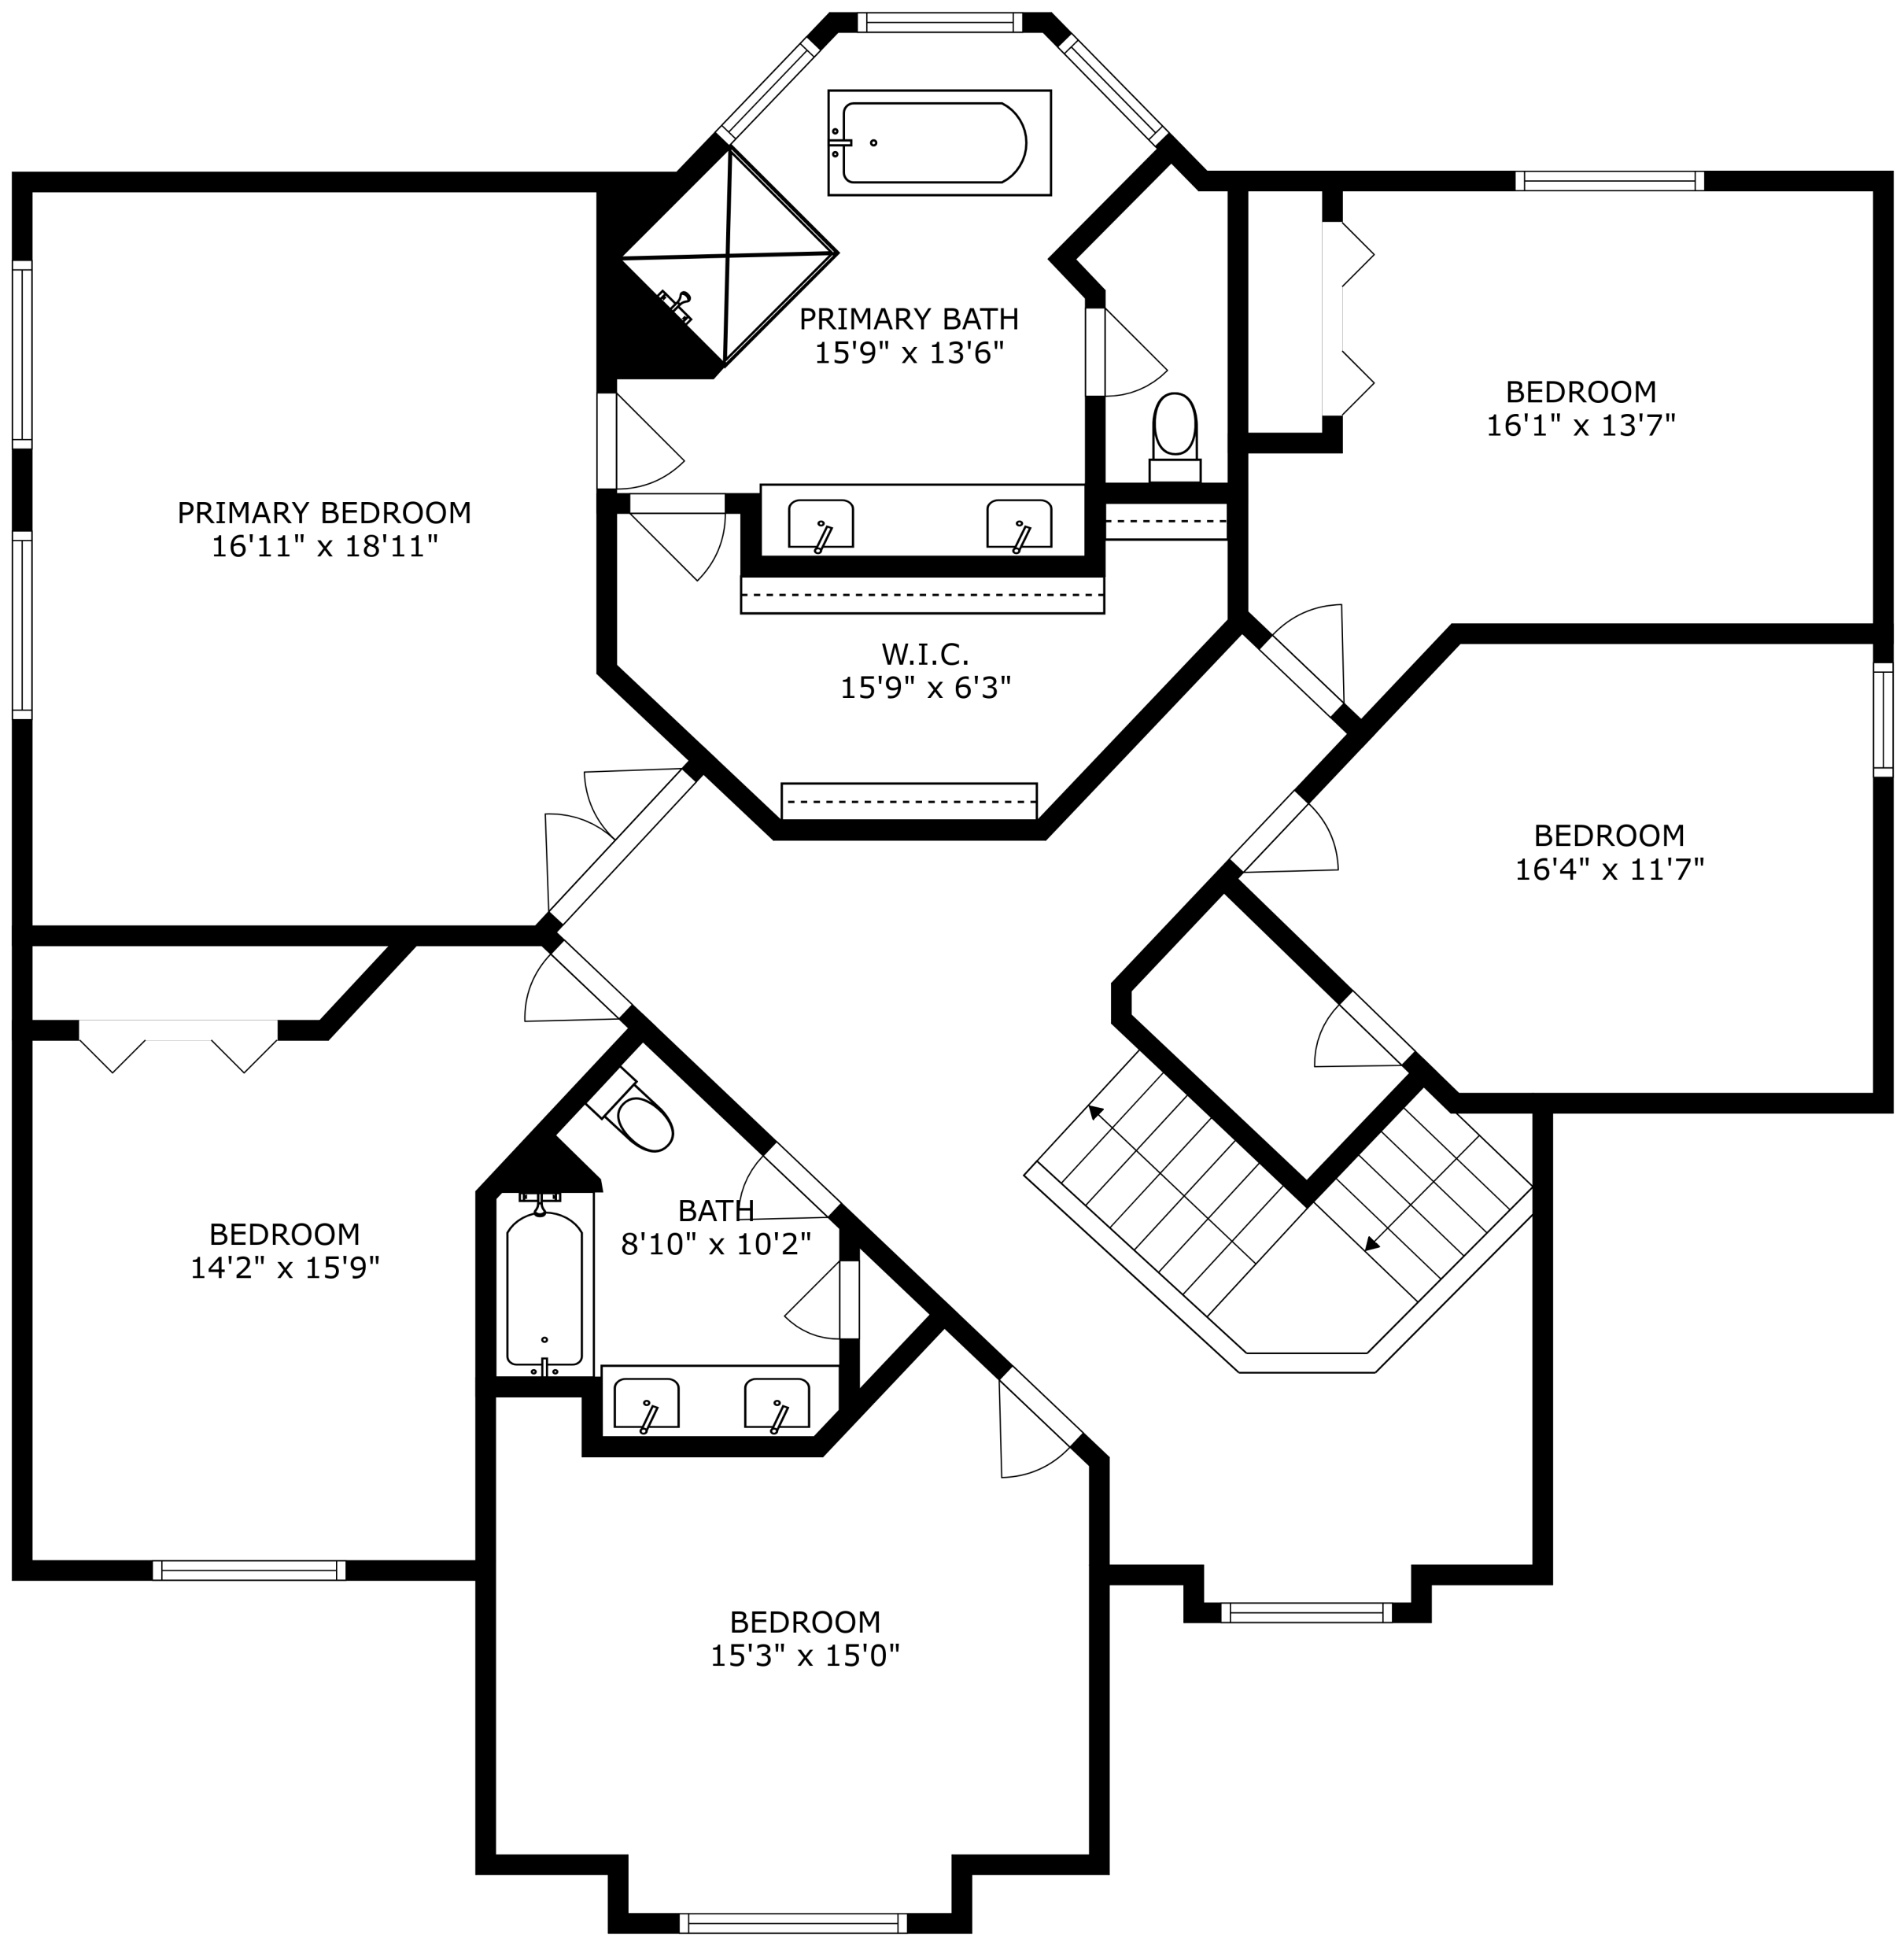 PRIMARY BATH
15'9" x 13'6"
BEDROOM
16'1" x 13'7"
PRIMARY BEDROOM
16'11" x 18'11"
W.I.C.
15'9" x 6'3"
BEDROOM
16'4" x 11'7"
BATH
8'10" x 10'2"
BEDROOM
14'2" x 15'9"
BEDROOM
15'3" x 15'0"